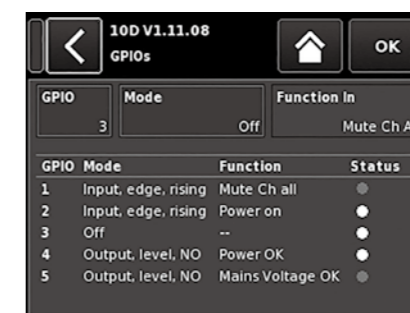 10D V1.11.08
GPIOs
OK
GPIO Mode Function In
3 Off Mute Ch A
GPIO Mode Function Status
1 Input, edge, rising Mute Ch all
2 Input, edge, rising Power on
3 Off --
4 Output, level, NO Power OK
5 Output, level, NO Mains Voltage OK